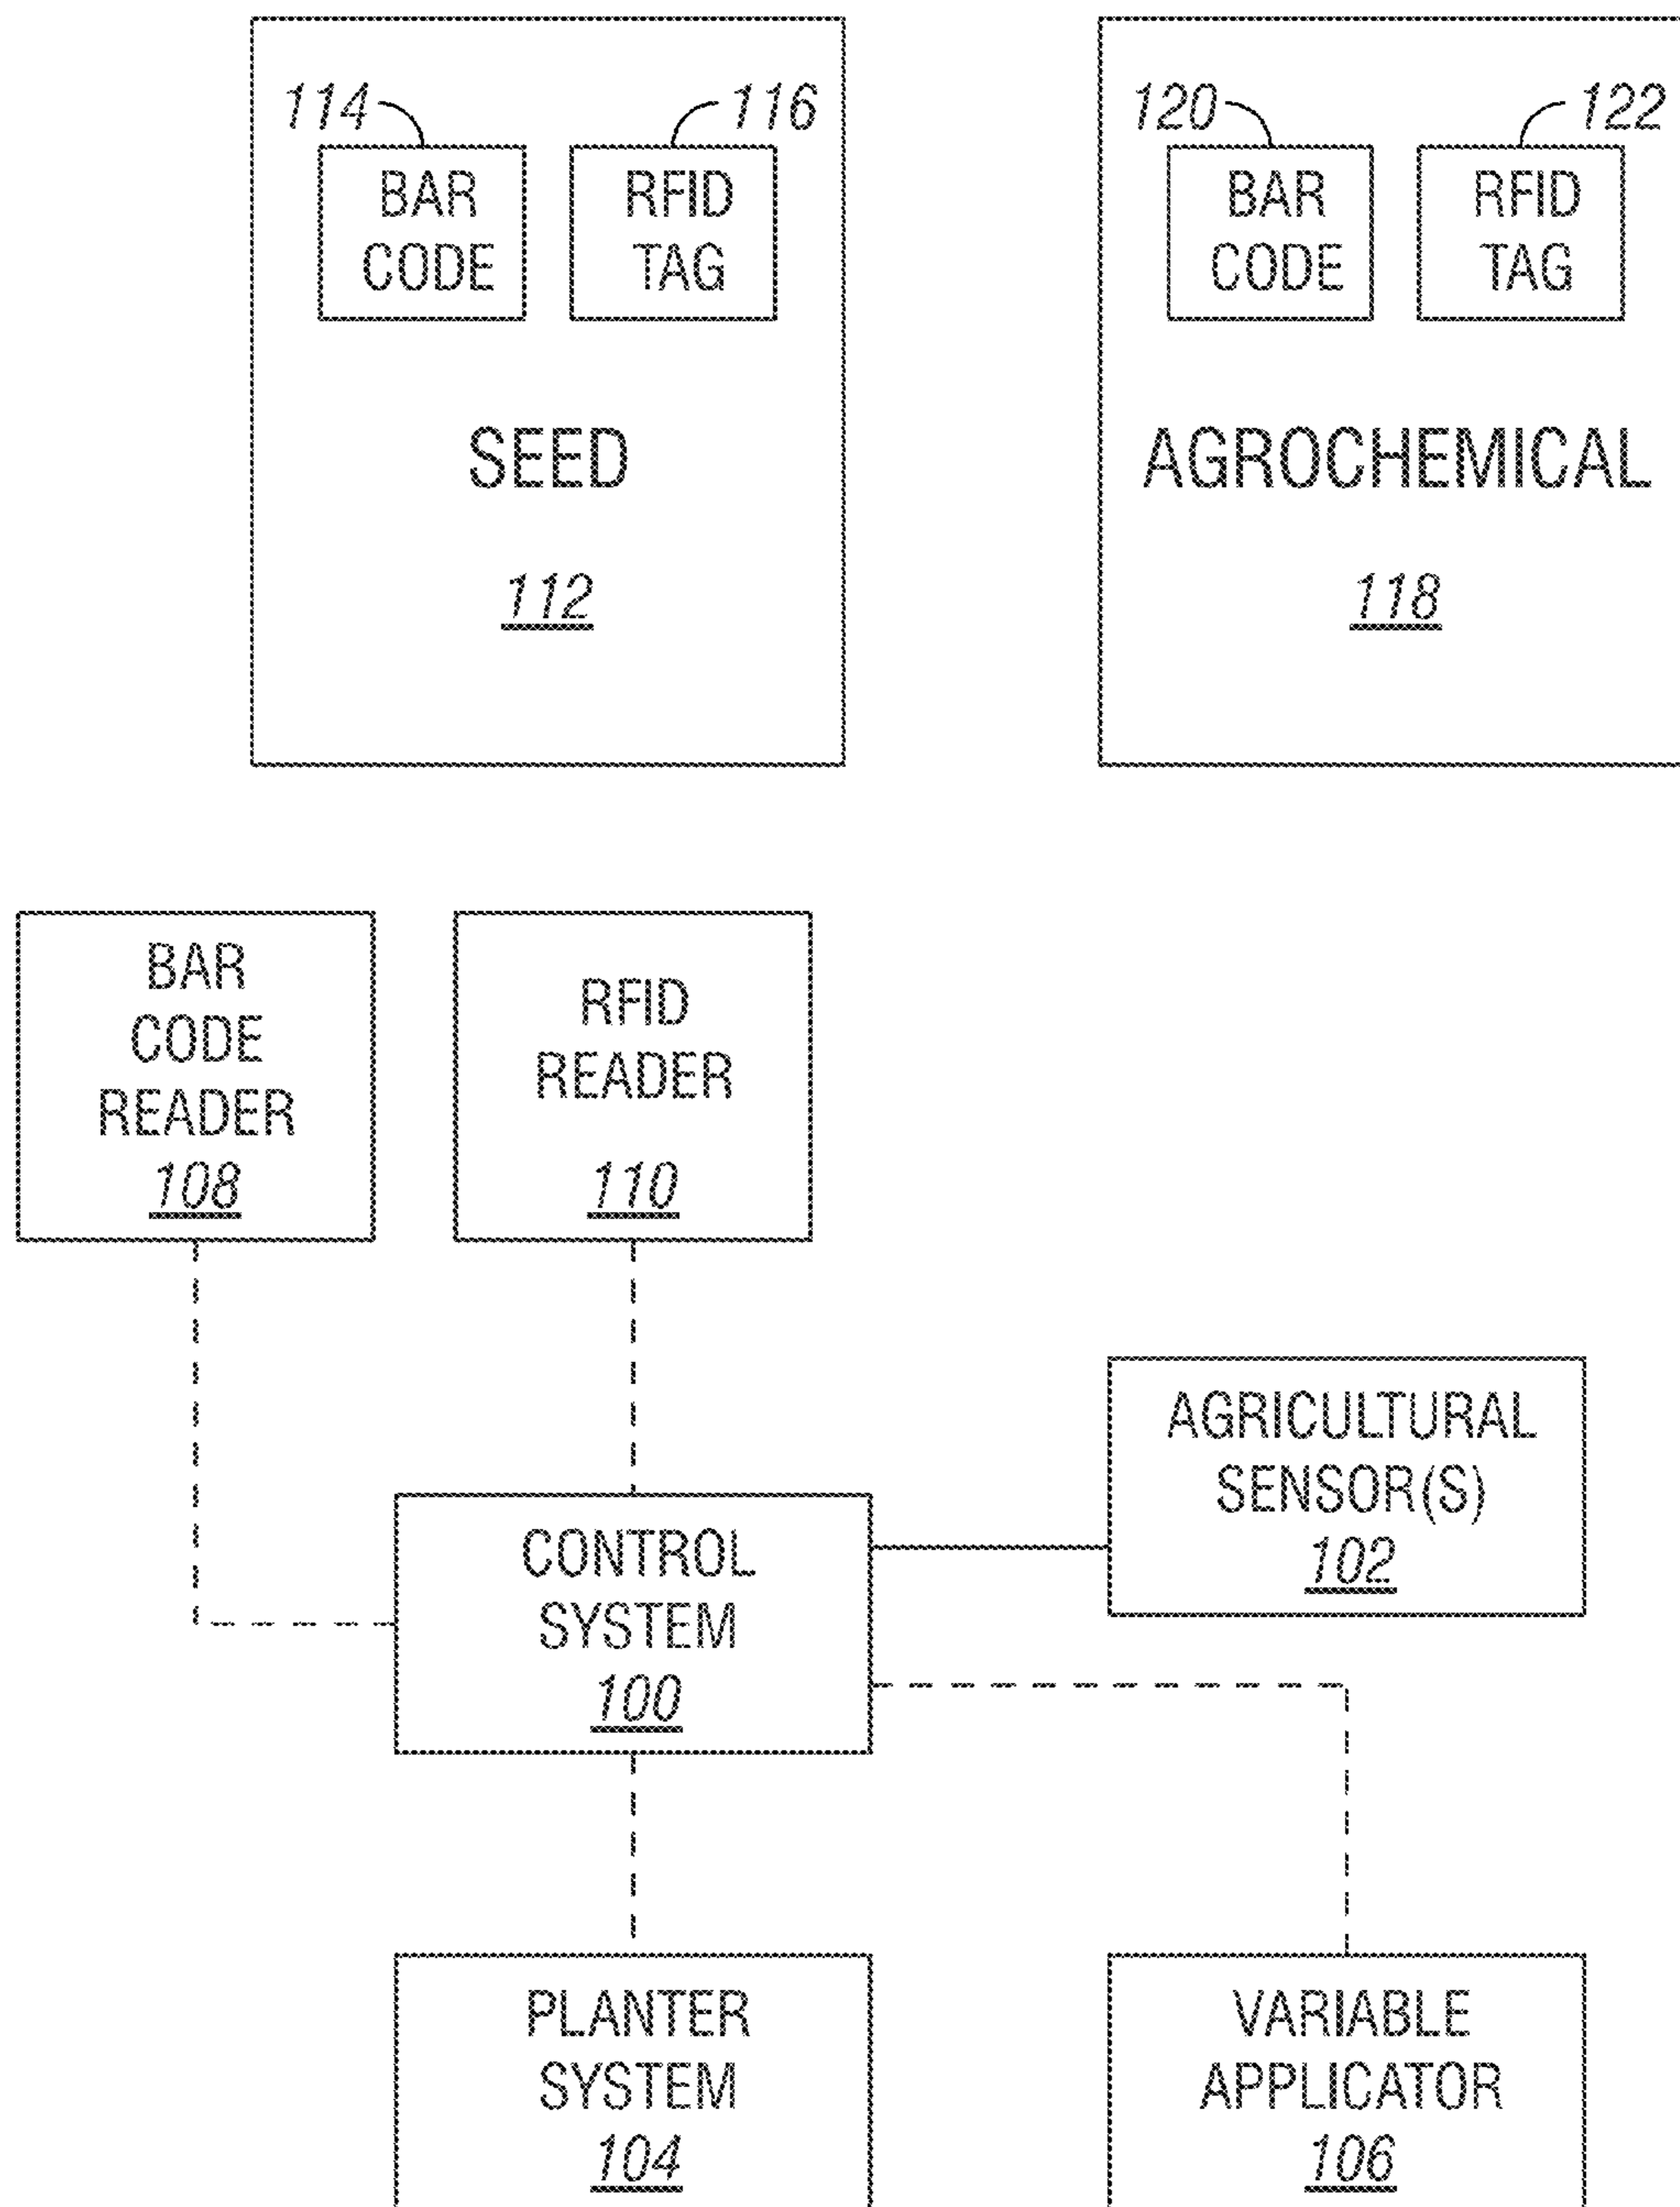 114
116
BAR
CODE
RFID
TAG
SEED
112
120
122
BAR
CODE
RFID
TAG
AGROCHEMICAL
118
BAR
CODE
READER
108
RFID
READER
110
AGRICULTURAL
SENSOR(S)
102
CONTROL
SYSTEM
100
PLANTER
SYSTEM
104
VARIABLE
APPLICATOR
106